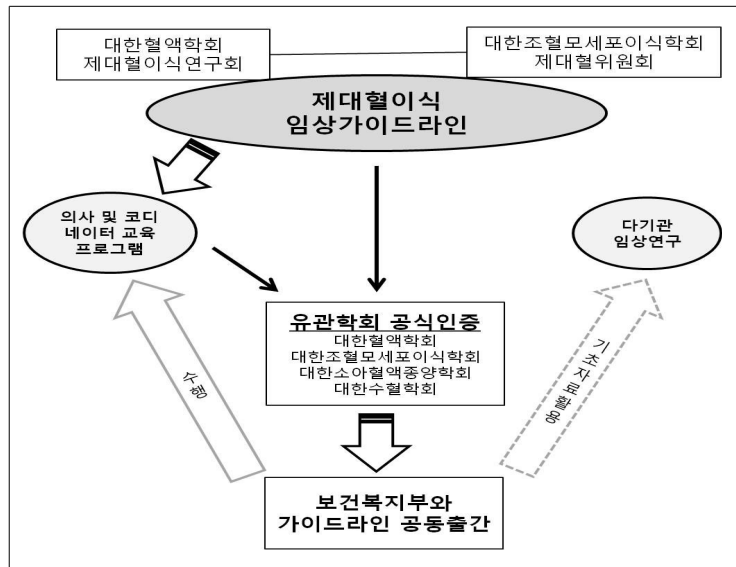 대한혈액학회
제대혈이식연구회
대한조혈모세포이식학회
제대혈위원회
제대혈이식
임상가이드라인
의사 및 코디
네이터 교육
프로그램
다기관
임상연구
유관학회 공식인증
대한혈액학회
대한조혈모세포이식학회
대한소아혈액종양학회
대한수혈학회
수행
기초자료활용
보건복지부와
가이드라인 공동출간